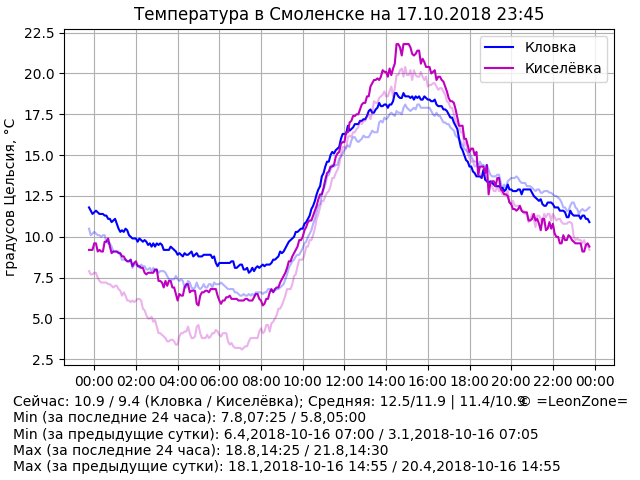 Температура в Смоленске на 17.10.2018 23:45
Кловка
Киселёвка
градусов Цельсия, °C
22.5
20.0
17.5
15.0
12.5
10.0
7.5
5.0
2.5
00:00 02:00 04:00 06:00 08:00 10:00 12:00 14:00 16:00 18:00 20:00 22:00 00:00
Сейчас: 10.9 / 9.4 (Кловка / Киселёвка); Средняя: 12.5/11.9 | 11.4/10.9
© =LeonZone=
Min (за последние 24 часа): 7.8,07:25 / 5.8,05:00
Min (за предыдущие сутки): 6.4,2018-10-16 07:00 / 3.1,2018-10-16 07:05
Max (за последние 24 часа): 18.8,14:25 / 21.8,14:30
Max (за предыдущие сутки): 18.1,2018-10-16 14:55 / 20.4,2018-10-16 14:55